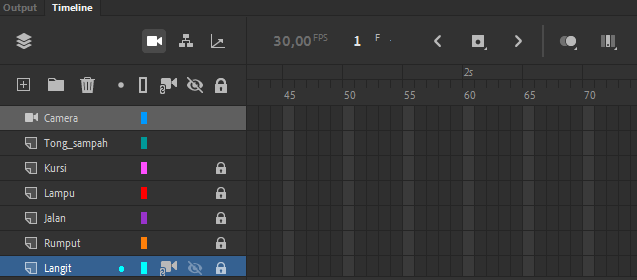 Output Timeline
30,00 FPS 1 F
2s
45 50 55 60 65 70
Camera
Tong_sampah
Kursi
Lampu
Jalan
Rumput
Langit